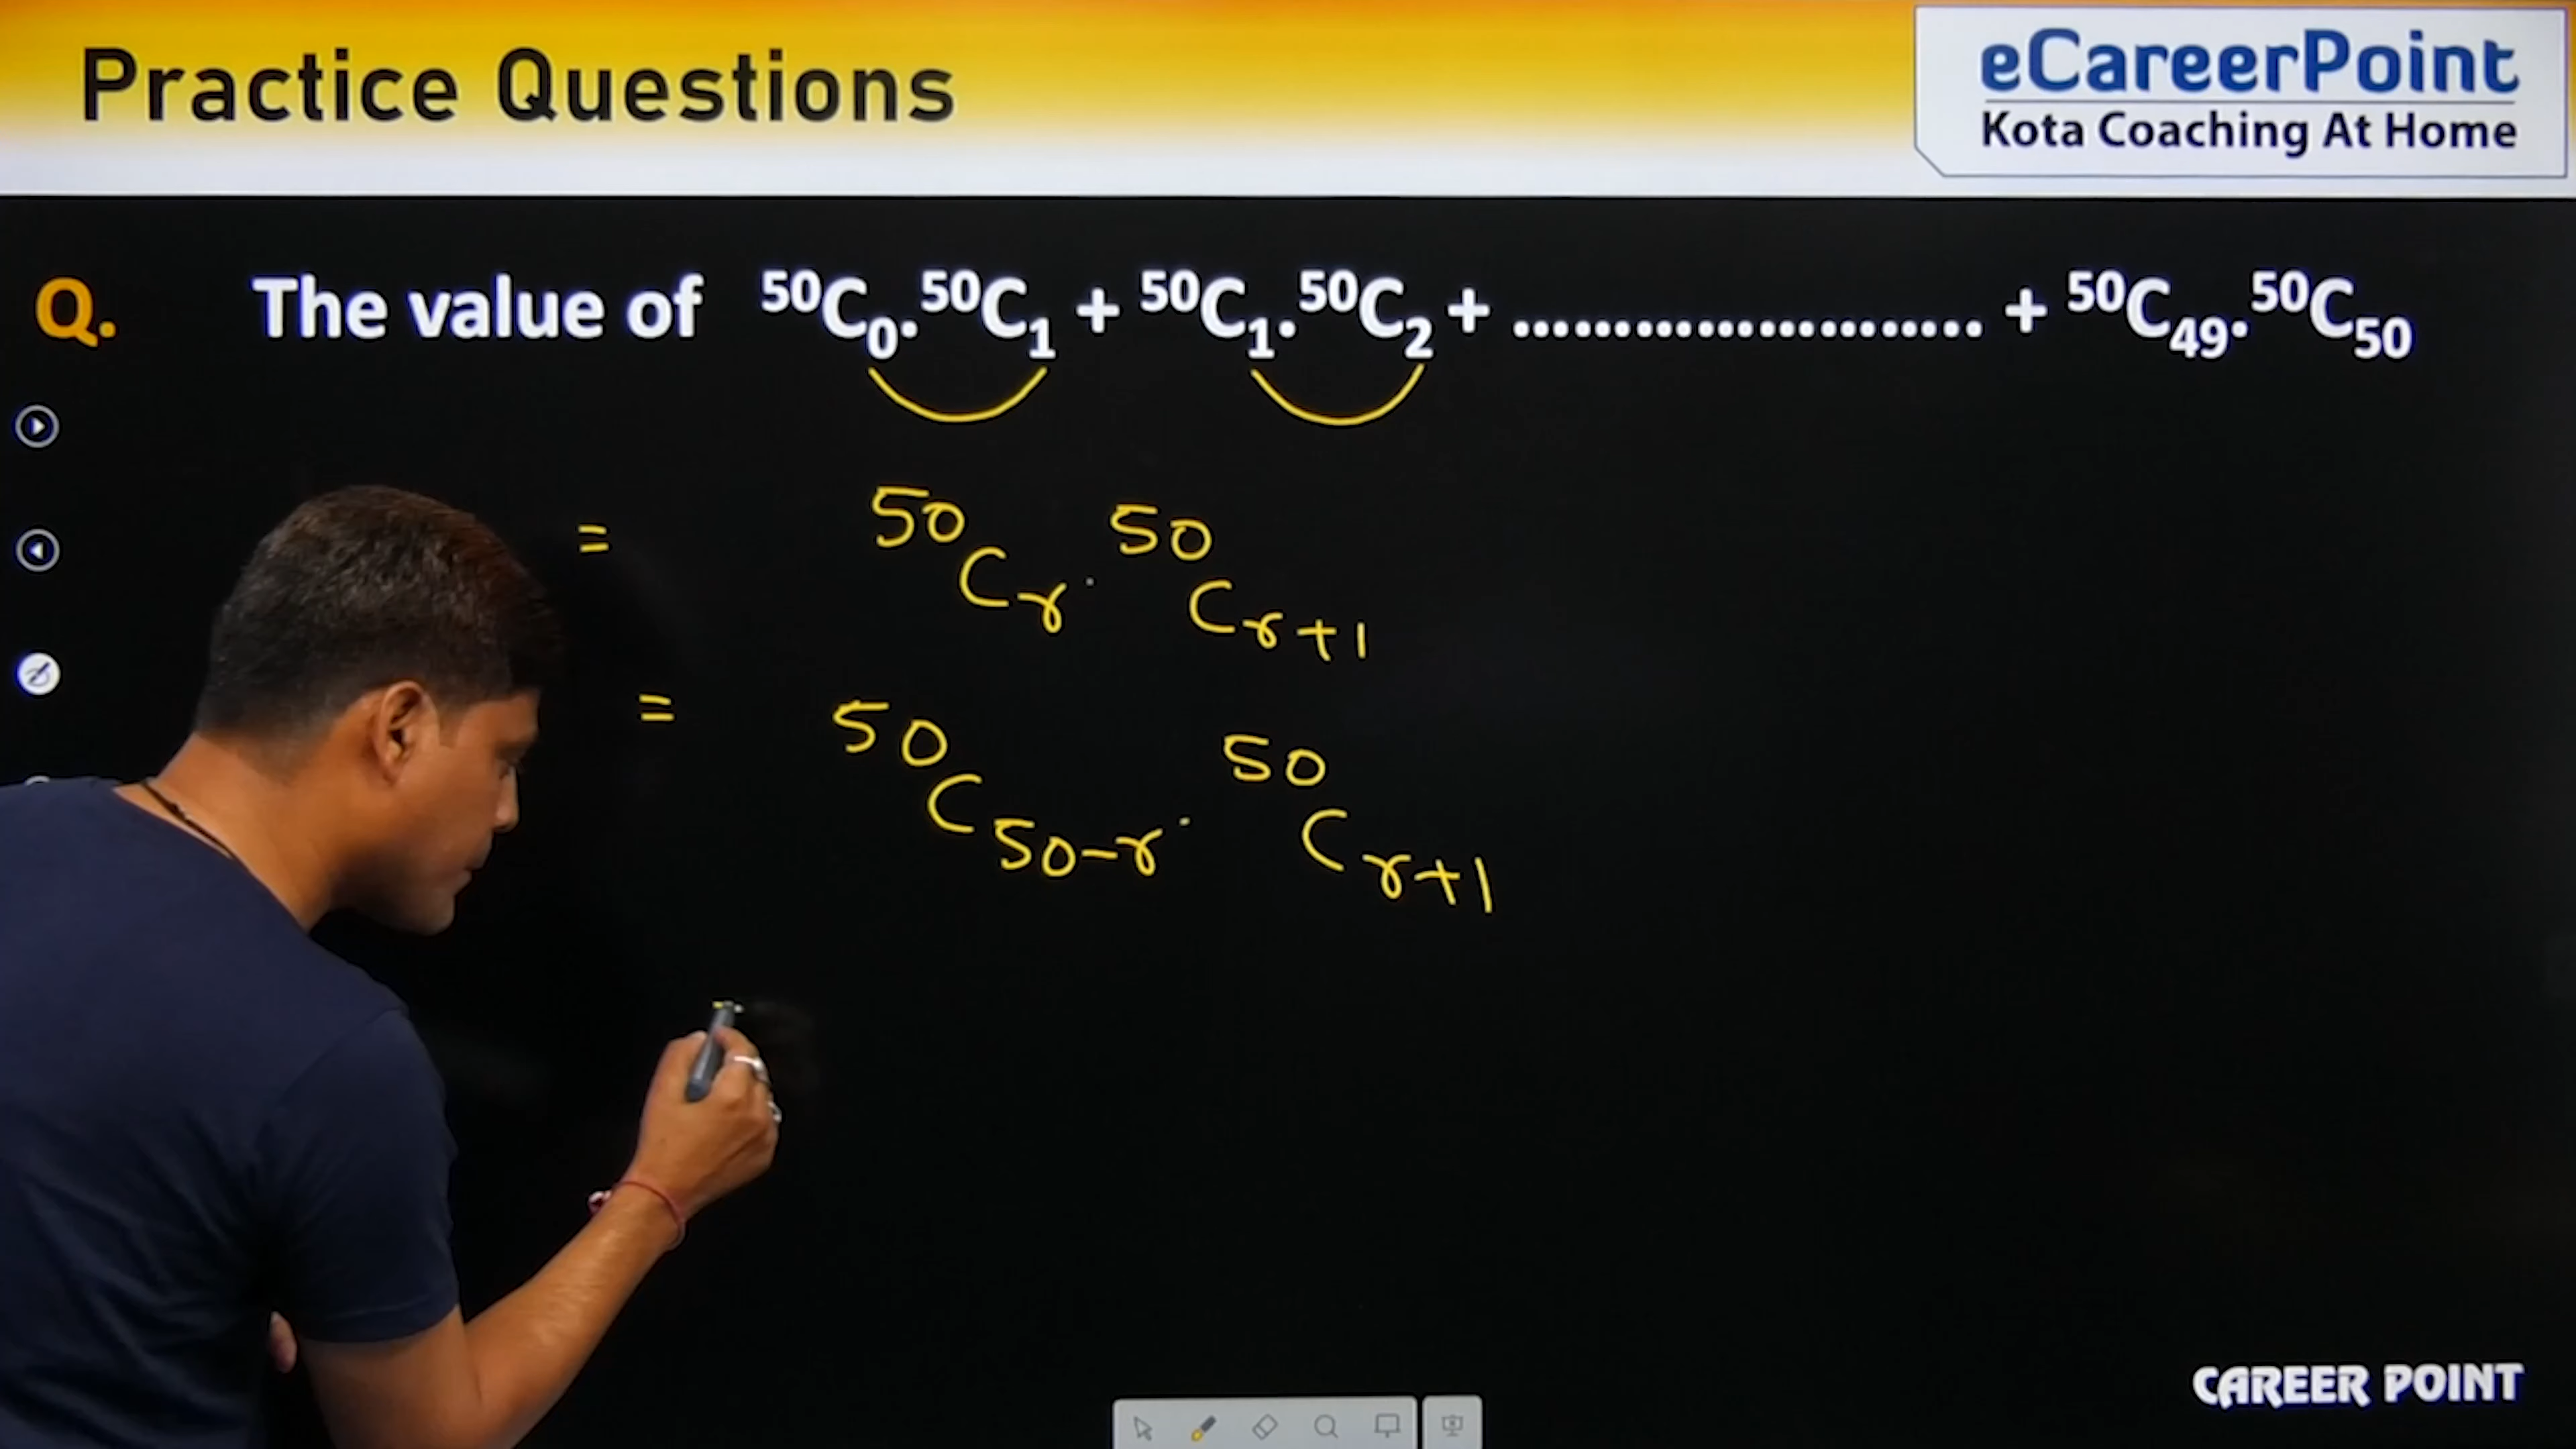 Practice Questions
eCareerPoint
Kota Coaching At Home
Q. The value of ⁵⁰C₀.⁵⁰C₁ + ⁵⁰C₁.⁵⁰C₂ + ....................... + ⁵⁰C₄₉.⁵⁰C₅₀
= ⁵⁰Cᵣ . ⁵⁰Cᵣ₊₁
= ⁵⁰C₅₀₋ᵣ . ⁵⁰Cᵣ₊₁
CAREER POINT